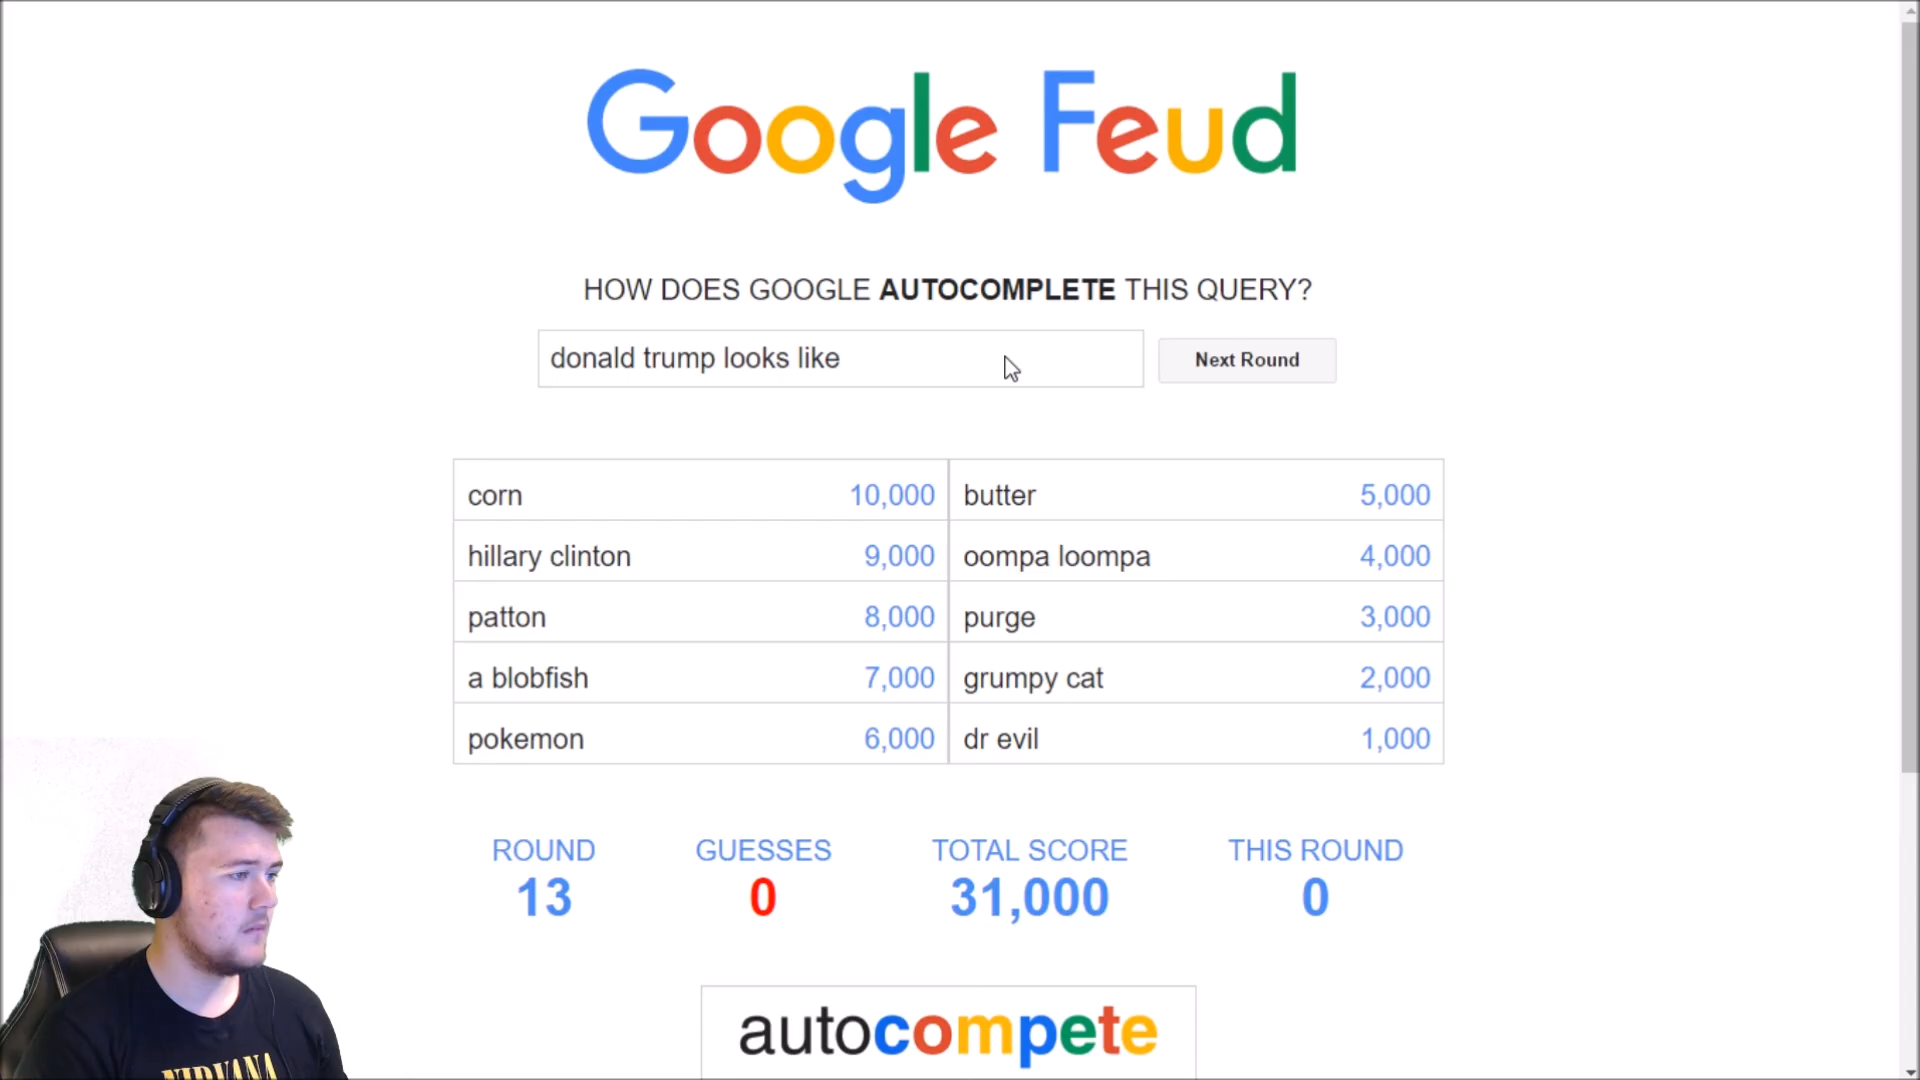 Google Feud
HOW DOES GOOGLE AUTOCOMPLETE THIS QUERY?
donald trump looks like
Next Round
corn 10,000 butter 5,000
hillary clinton 9,000 oompa loompa 4,000
patton 8,000 purge 3,000
a blobfish 7,000 grumpy cat 2,000
pokemon 6,000 dr evil 1,000
ROUND GUESSES TOTAL SCORE THIS ROUND
13 0 31,000 0
autocompete
NIRVANA